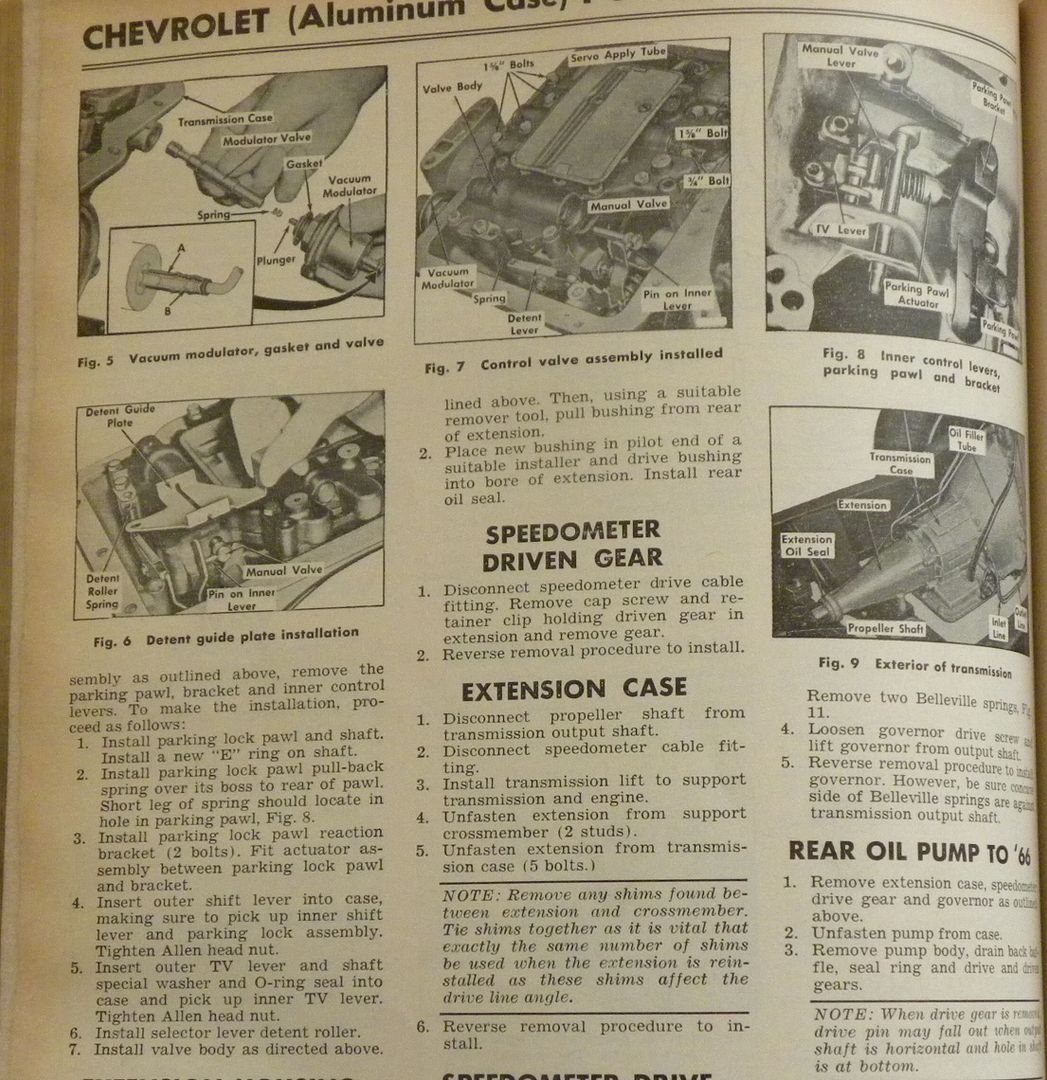 CHEVROLET (Aluminum Case)
Transmission Case
Modulator Valve
Gasket
Vacuum
Modulator
Spring
Plunger
A
B
Fig. 5 Vacuum modulator, gasket and valve
Detent Guide
Plate
Detent
Roller
Spring
Manual Valve
Pin on Inner
Lever
Fig. 6 Detent guide plate installation
sembly as outlined above, remove the
parking pawl, bracket and inner control
levers. To make the installation, pro-
ceed as follows:
1. Install parking lock pawl and shaft.
Install a new "E" ring on shaft.
2. Install parking lock pawl pull-back
spring over its boss to rear of pawl.
Short leg of spring should locate in
hole in parking pawl, Fig. 8.
3. Install parking lock pawl reaction
bracket (2 bolts). Fit actuator as-
sembly between parking lock pawl
and bracket.
4. Insert outer shift lever into case,
making sure to pick up inner shift
lever and parking lock assembly.
Tighten Allen head nut.
5. Insert outer TV lever and shaft
special washer and O-ring seal into
case and pick up inner TV lever.
Tighten Allen head nut.
6. Install selector lever detent roller.
7. Install valve body as directed above.
EXTENSION HOUSING
1⅝" Bolts
Servo Apply Tube
Valve Body
1⅝" Bolt
¾" Bolt
Manual Valve
Vacuum
Modulator
Spring
Detent
Lever
Pin on Inner
Lever
Fig. 7 Control valve assembly installed
lined above. Then, using a suitable
remover tool, pull bushing from rear
of extension.
2. Place new bushing in pilot end of a
suitable installer and drive bushing
into bore of extension. Install rear
oil seal.
SPEEDOMETER
DRIVEN GEAR
1. Disconnect speedometer drive cable
fitting. Remove cap screw and re-
tainer clip holding driven gear in
extension and remove gear.
2. Reverse removal procedure to install.
EXTENSION CASE
1. Disconnect propeller shaft from
transmission output shaft.
2. Disconnect speedometer cable fit-
ting.
3. Install transmission lift to support
transmission and engine.
4. Unfasten extension from support
crossmember (2 studs).
5. Unfasten extension from transmis-
sion case (5 bolts.)
NOTE: Remove any shims found be-
tween extension and crossmember.
Tie shims together as it is vital that
exactly the same number of shims
be used when the extension is rein-
stalled as these shims affect the
drive line angle.
6. Reverse removal procedure to in-
stall.
SPEEDOMETER DRIVE
Manual Valve
Lever
Parking Pawl
Bracket
TV Lever
Parking Pawl
Actuator
Parking Pawl
Fig. 8 Inner control levers,
parking pawl and bracket
Oil Filler
Tube
Transmission
Case
Extension
Extension
Oil Seal
Propeller Shaft
Inlet
Line
Outlet
Line
Fig. 9 Exterior of transmission
Remove two Belleville springs, Fig.
11.
4. Loosen governor drive screw and
lift governor from output shaft.
5. Reverse removal procedure to install
governor. However, be sure concave
side of Belleville springs are against
transmission output shaft.
REAR OIL PUMP TO '66
1. Remove extension case, speedometer
drive gear and governor as outlined
above.
2. Unfasten pump from case.
3. Remove pump body, drain back baf-
fle, seal ring and drive and driven
gears.
NOTE: When drive gear is removed,
drive pin may fall out when output
shaft is horizontal and hole in shaft
is at bottom.